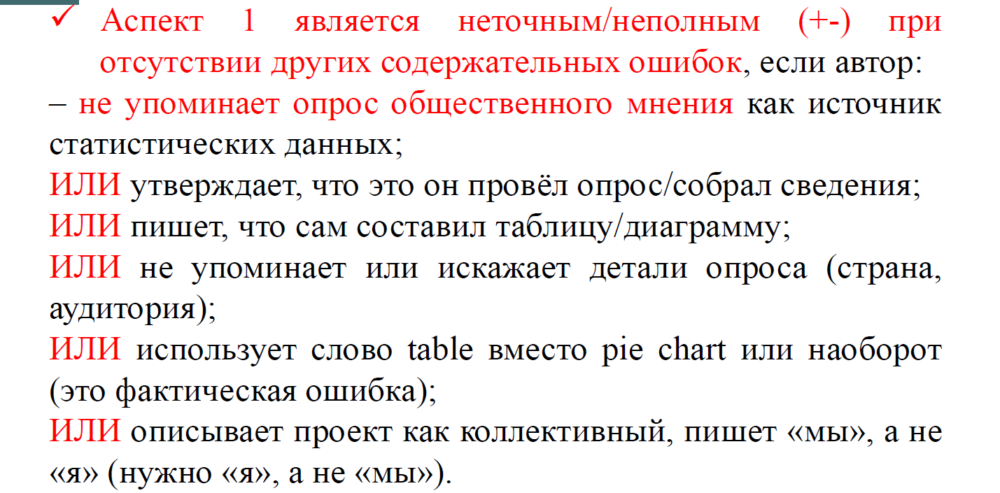 ✓ Аспект 1 является неточным/неполным (+-) при
отсутствии других содержательных ошибок, если автор:
– не упоминает опрос общественного мнения как источник
статистических данных;
ИЛИ утверждает, что это он провёл опрос/собрал сведения;
ИЛИ пишет, что сам составил таблицу/диаграмму;
ИЛИ не упоминает или искажает детали опроса (страна,
аудитория);
ИЛИ использует слово table вместо pie chart или наоборот
(это фактическая ошибка);
ИЛИ описывает проект как коллективный, пишет «мы», а не
«я» (нужно «я», а не «мы»).